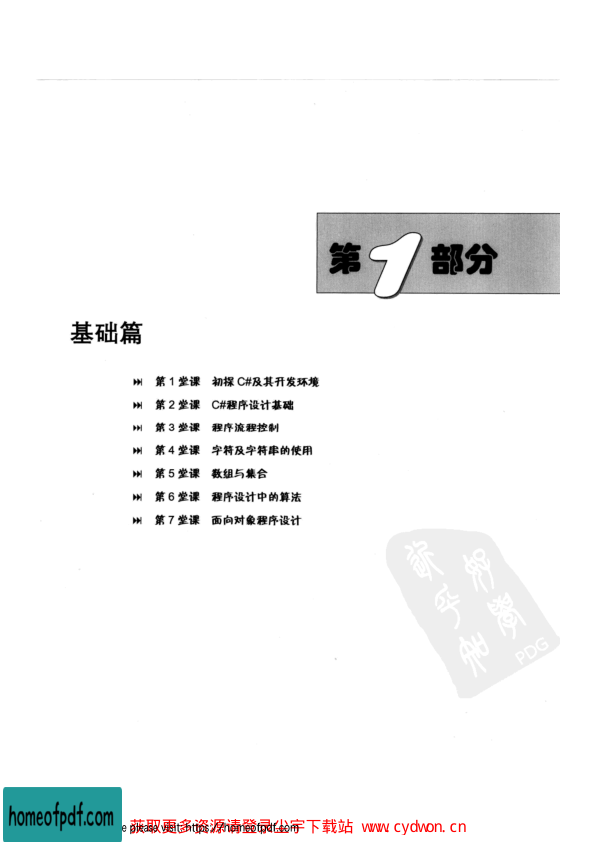 第1部分
基础篇
第 1 堂课 初探 C#及其开发环境
第 2 堂课 C#程序设计基础
第 3 堂课 程序流程控制
第 4 堂课 字符及字符串的使用
第 5 堂课 数组与集合
第 6 堂课 程序设计中的算法
第 7 堂课 面向对象程序设计
PDG
homeofpdf.com
e please visit: https://homeofpdf.com
获取更多资源请登录尘宇下载站 www.cydwon.cn